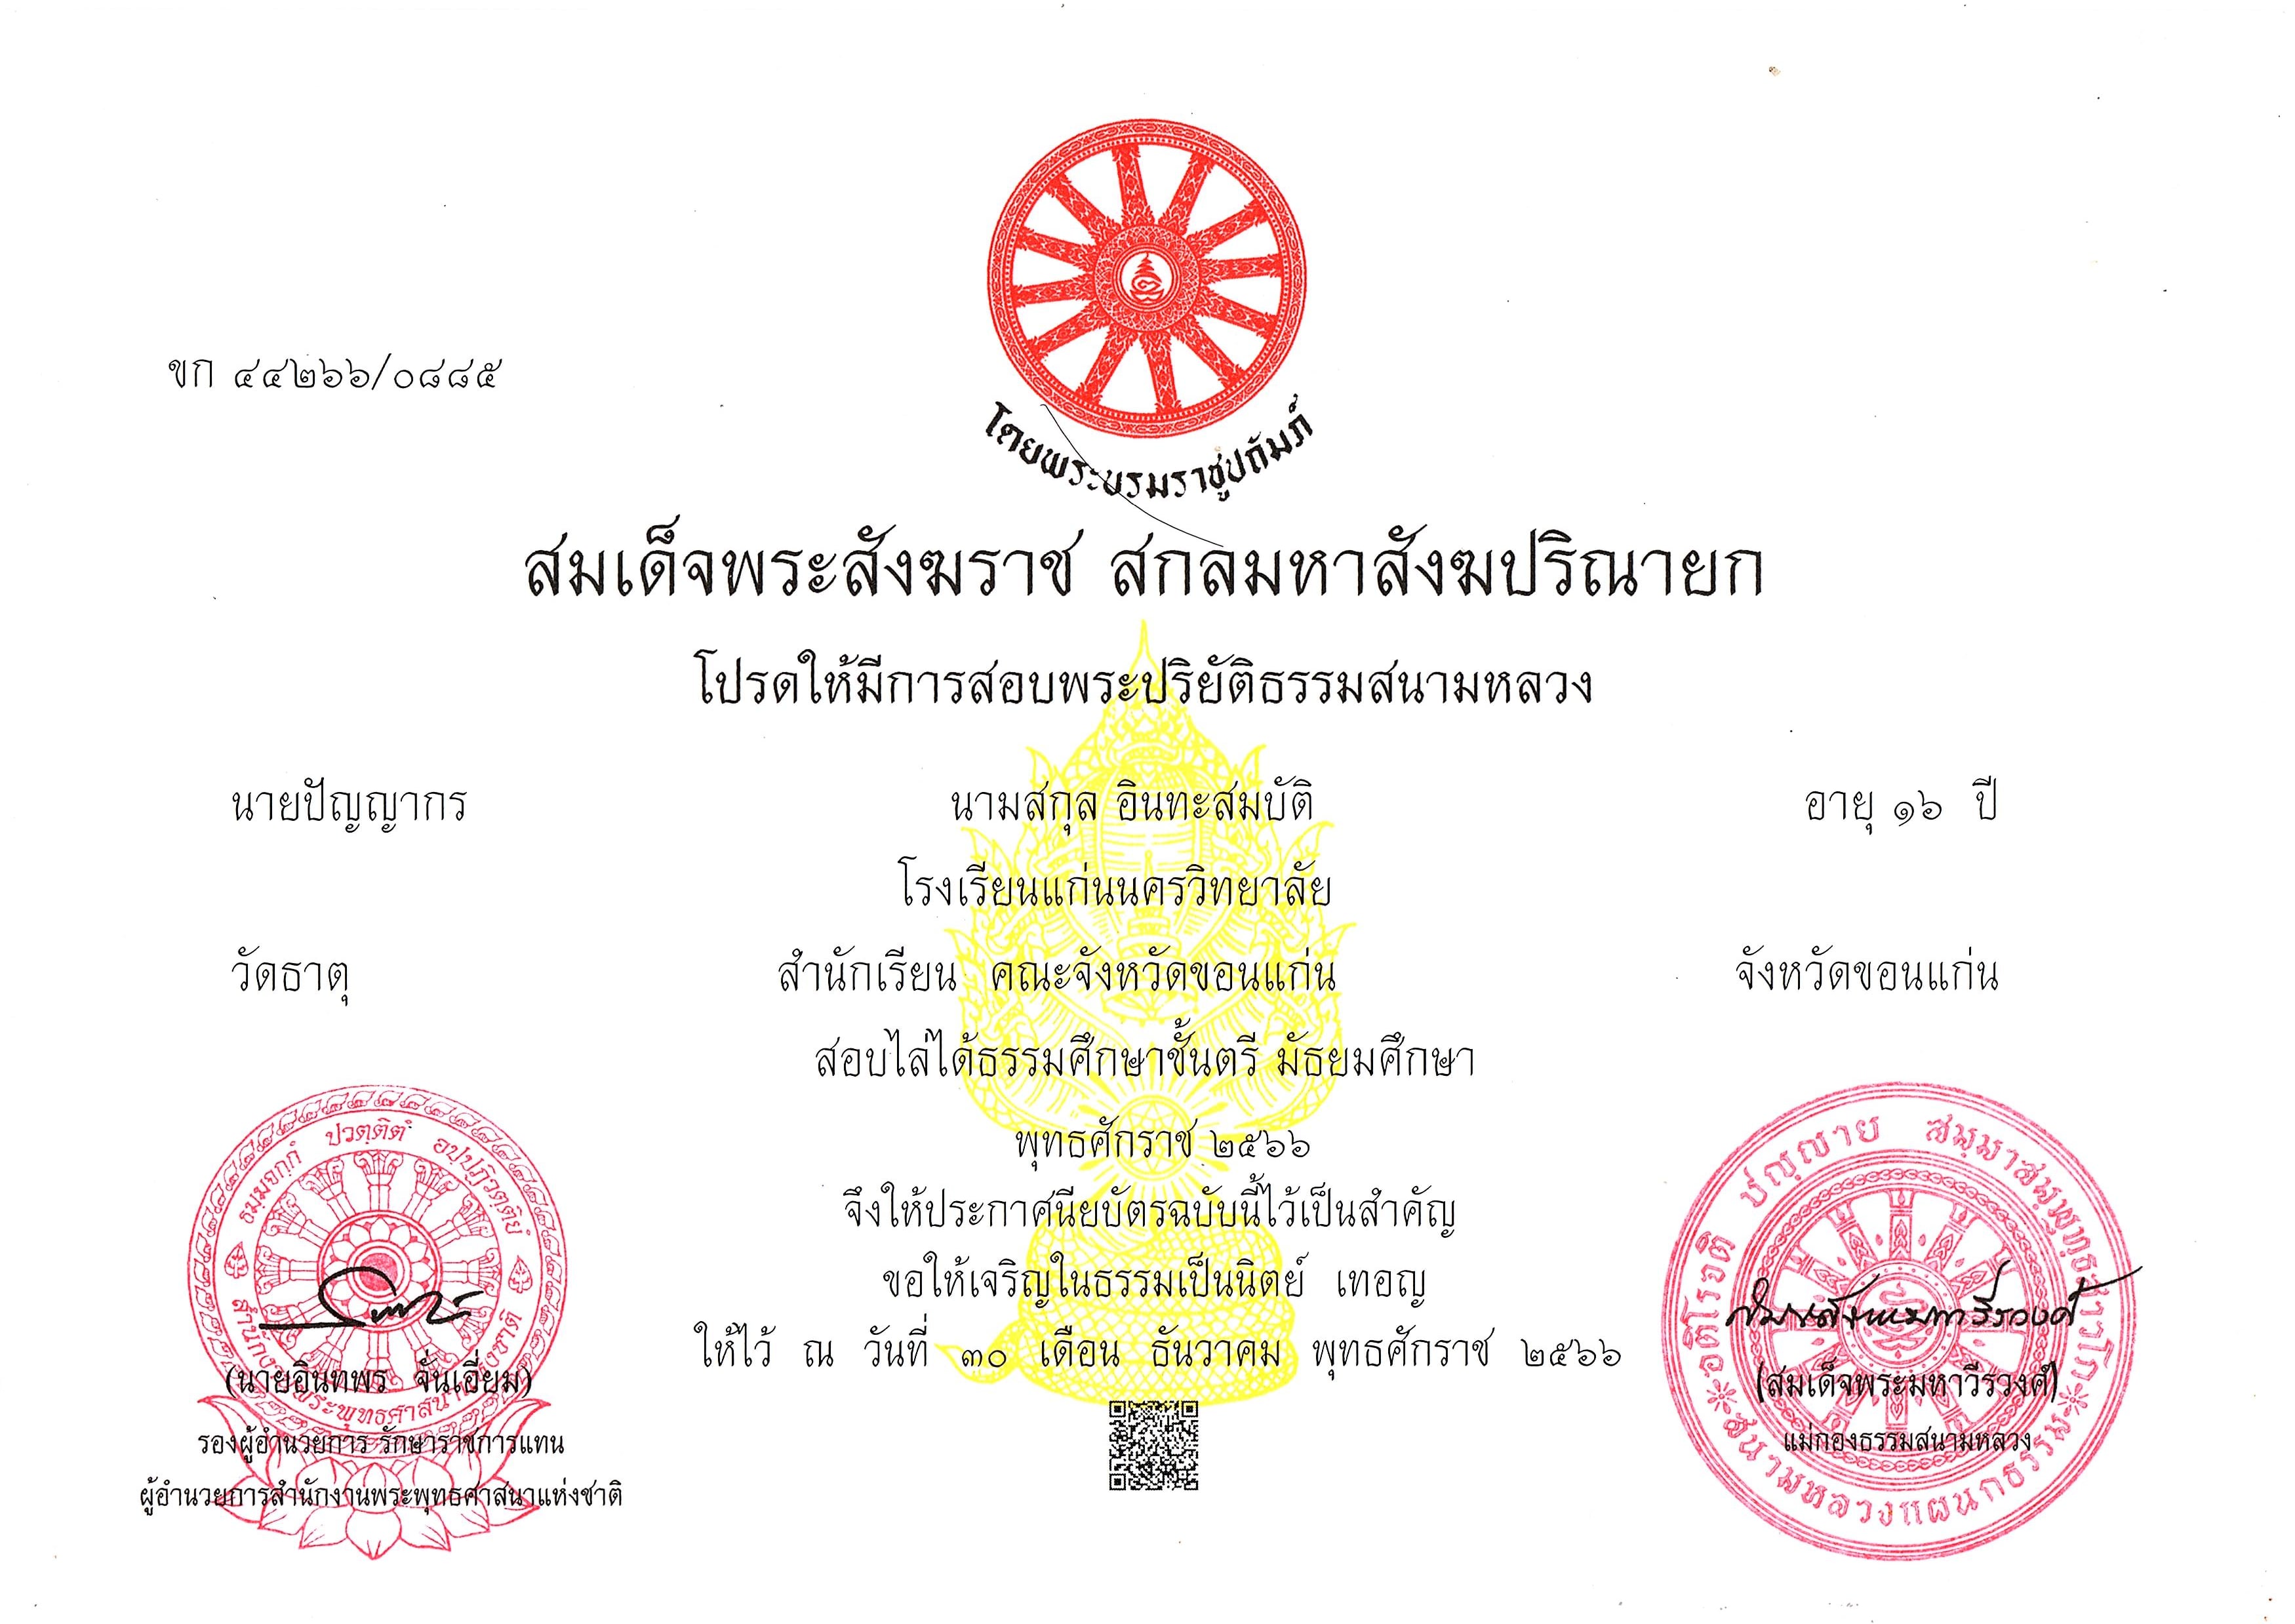 โดยพระบรมราชูปถัมภ์
ขก ๔๔๒๖๖/๐๘๘๕
สมเด็จพระสังฆราช สกลมหาสังฆปริณายก
โปรดให้มีการสอบพระปริยัติธรรมสนามหลวง
นายปัญญากร นามสกุล อินทะสมบัติ อายุ ๑๖ ปี
โรงเรียนแก่นนครวิทยาลัย
วัดธาตุ สำนักเรียน คณะจังหวัดขอนแก่น จังหวัดขอนแก่น
สอบไล่ได้ธรรมศึกษาชั้นตรี มัธยมศึกษา
พุทธศักราช ๒๕๖๖
จึงให้ประกาศนียบัตรฉบับนี้ไว้เป็นสำคัญ
ขอให้เจริญในธรรมเป็นนิตย์ เทอญ
ให้ไว้ ณ วันที่ ๓๐ เดือน ธันวาคม พุทธศักราช ๒๕๖๖
ธมฺมจกฺกํ ปวตฺติตํ อปฺปฏิวตฺติยํ
สำนักงานพระพุทธศาสนาแห่งชาติ
(นายอินทพร จั่นเอี่ยม)
รองผู้อำนวยการ รักษาราชการแทน
ผู้อำนวยการสำนักงานพระพุทธศาสนาแห่งชาติ
อติโรจติ ปญฺญาย สมฺมาสมฺพุทฺธสาวโก
สนามหลวงแผนกธรรม
สมเด็จพระมหาวีรวงศ์
(สมเด็จพระมหาวีรวงศ์)
แม่กองธรรมสนามหลวง